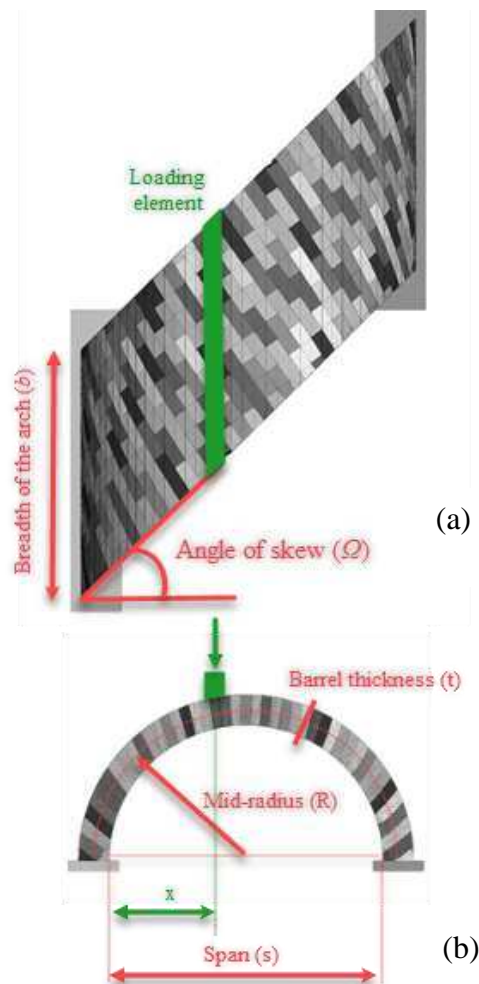 Loading
element
Breadth of the arch (b)
(a)
Angle of skew (Ω)
Barrel thickness (t)
Mid-radius (R)
x
Span (s)
(b)